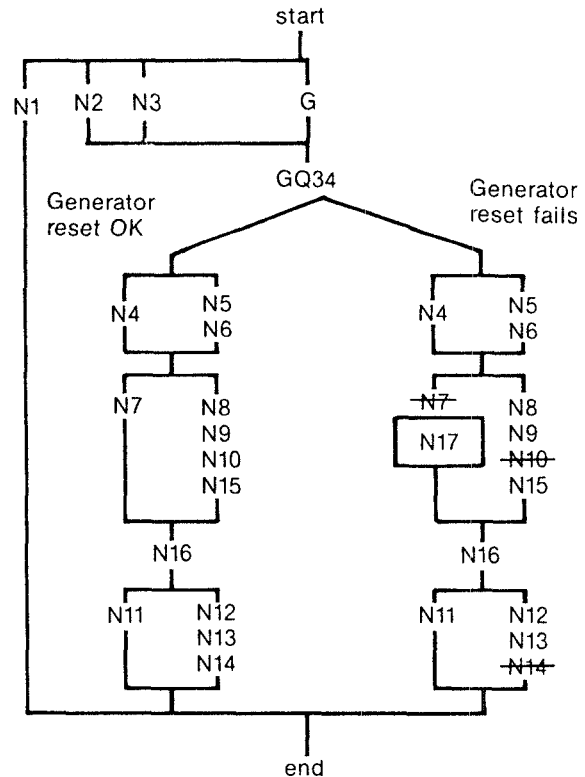 start
N1 N2 N3 G
GQ34
Generator
reset OK
Generator
reset fails
N4 N5
N6
N7 N8
N9
N10
N15
N16
N11 N12
N13
N14
N4 N5
N6
N7 N8
N17 N9
N10
N15
N16
N11 N12
N13
N14
end